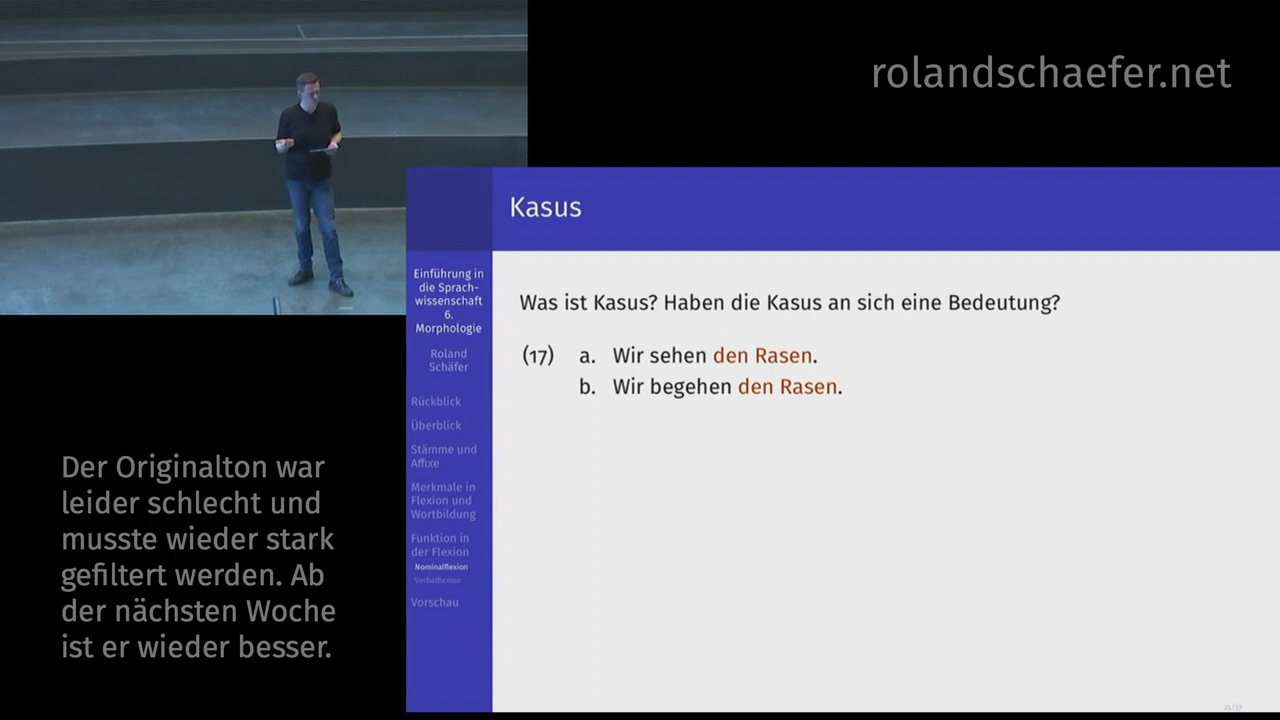 rolandschaefer.net
Kasus
Einführung in
die Sprach-
wissenschaft
6.
Morphologie
Roland
Schäfer
Rückblick
Überblick
Stämme und
Affixe
Merkmale in
Flexion und
Wortbildung
Funktion in
der Flexion
Nominalflexion
Verbalflexion
Vorschau
Was ist Kasus? Haben die Kasus an sich eine Bedeutung?
(17) a. Wir sehen den Rasen.
b. Wir begehen den Rasen.
25/37
Der Originalton war
leider schlecht und
musste wieder stark
gefiltert werden. Ab
der nächsten Woche
ist er wieder besser.